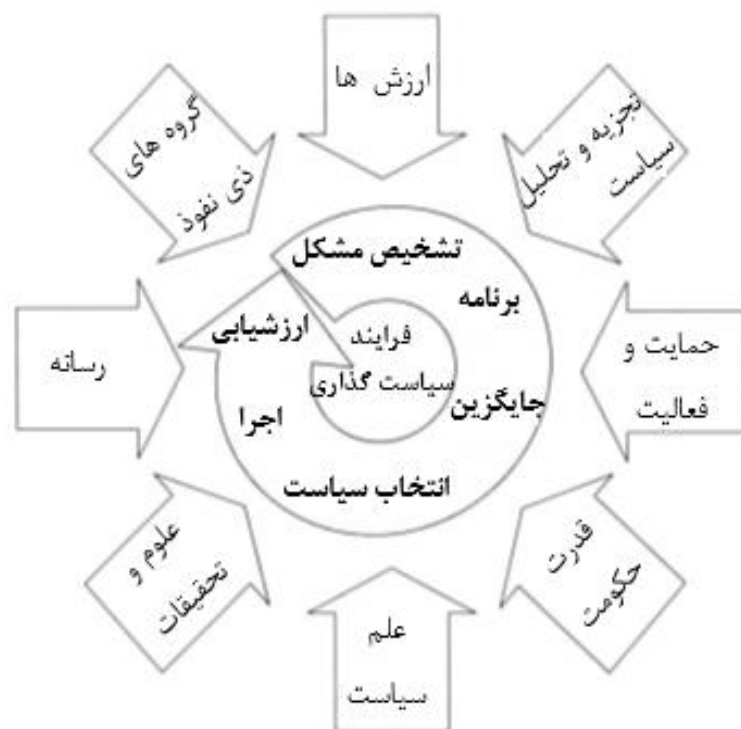 ارزش ها
تجزیه و تحلیل
سیاست
حمایت و
فعالیت
قدرت
حکومت
علم
سیاست
علوم و
تحقیقات
رسانه
گروه های
ذی نفوذ
تشخیص مشکل
برنامه
جایگزین
انتخاب سیاست
اجرا
ارزشیابی
فرایند
سیاست گذاری